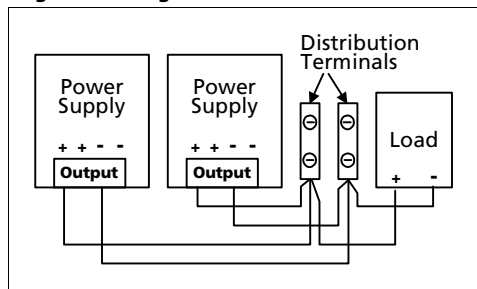 Distribution
Terminals
Power
Supply
+ + - -
Output
Power
Supply
+ + - -
Output
Load
+ -